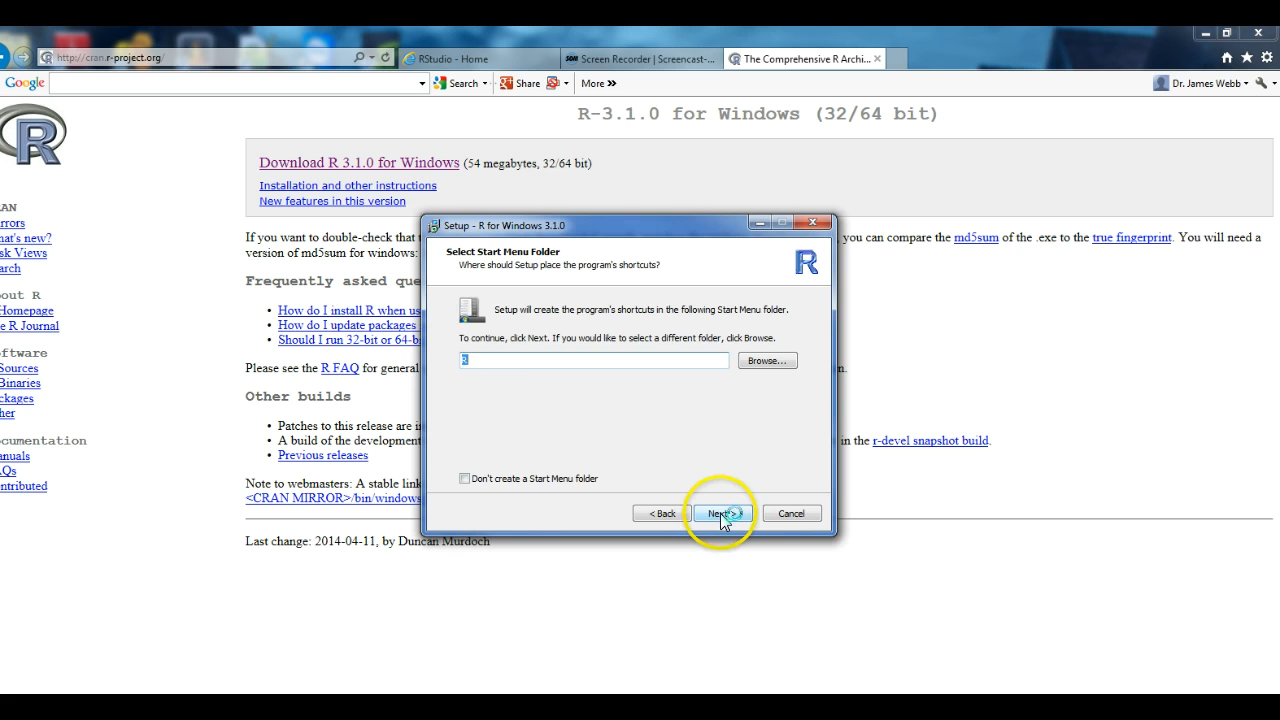 http://cran.r-project.org/
RStudio - Home
Screen Recorder | Screencast-...
The Comprehensive R Archi...
Google
Search
Share
More »
Dr. James Webb
R-3.1.0 for Windows (32/64 bit)
R
Download R 3.1.0 for Windows (54 megabytes, 32/64 bit)
Installation and other instructions
New features in this version
If you want to double-check that t
you can compare the md5sum of the .exe to the true fingerprint. You will need a
version of md5sum for windows:
Frequently asked que
• How do I install R when us
• How do update packages
• Should I run 32-bit or 64-b
Please see the R FAQ for general
Other builds
• Patches to this release are in
• A build of the development
in the r-devel snapshot build.
• Previous releases
Note to webmasters: A stable link
<CRAN MIRROR>/bin/windows
Last change: 2014-04-11, by Duncan Murdoch
RAN
irrors
hat's new?
sk Views
arch
out R
Homepage
e R Journal
oftware
Sources
Binaries
ckages
her
ocumentation
anuals
AQs
ntributed
Setup - R for Windows 3.1.0
Select Start Menu Folder
Where should Setup place the program's shortcuts?
R
Setup will create the program's shortcuts in the following Start Menu folder.
To continue, click Next. If you would like to select a different folder, click Browse.
R
Browse...
Don't create a Start Menu folder
< Back
Next >
Cancel